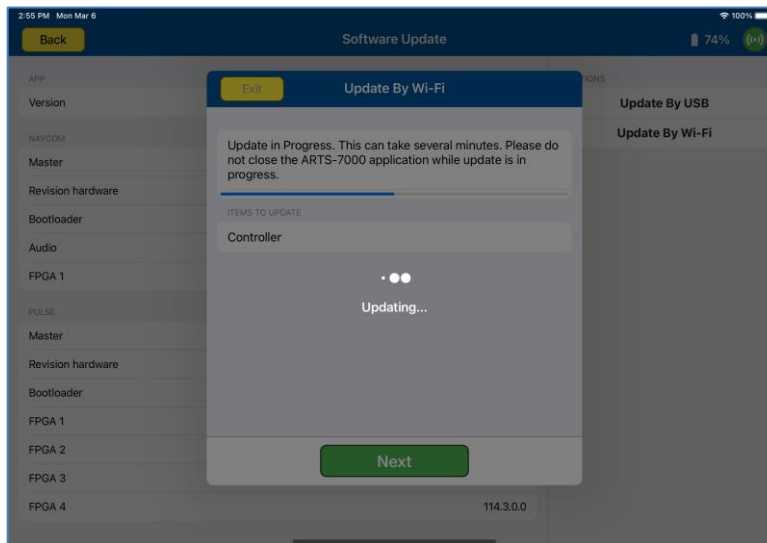 2:55 PM Mon Mar 6
100%
Back
Software Update
74%
APP
Version
NAVCOM
Master
Revision hardware
Bootloader
Audio
FPGA 1
PULSE
Master
Revision hardware
Bootloader
FPGA 1
FPGA 2
FPGA 3
FPGA 4
114.3.0.0
Update By USB
Update By Wi-Fi
Exit
Update By Wi-Fi
Update in Progress. This can take several minutes. Please do
not close the ARTS-7000 application while update is in
progress.
ITEMS TO UPDATE
Controller
Updating...
Next